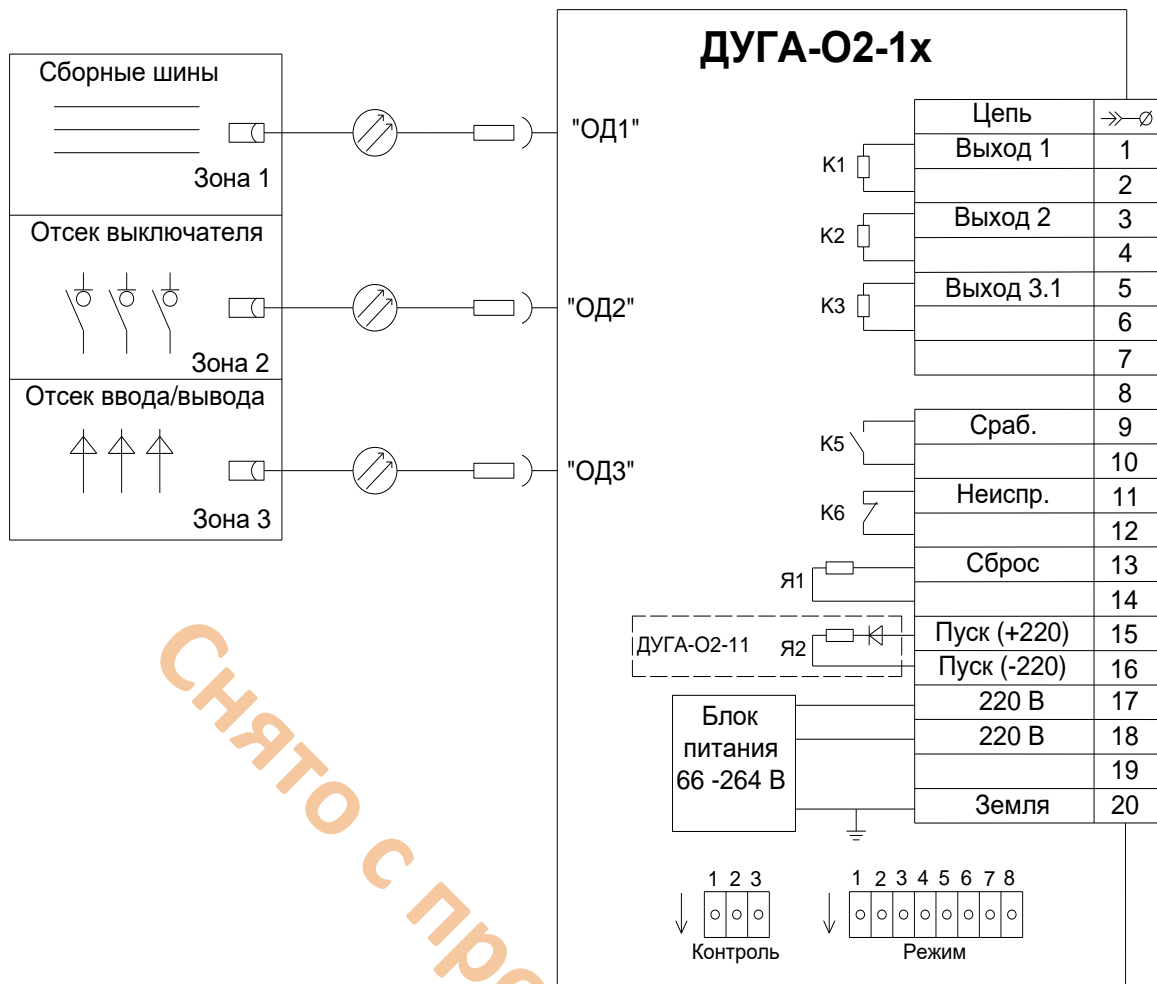 ДУГА-О2-1х
Сборные шины
Зона 1
Отсек выключателя
Зона 2
Отсек ввода/вывода
Зона 3
"ОД1"
"ОД2"
"ОД3"
Цепь
K1 Выход 1 1
2
K2 Выход 2 3
4
K3 Выход 3.1 5
6
7
8
K5 Сраб. 9
10
K6 Неиспр. 11
12
Я1 Сброс 13
14
ДУГА-О2-11 Я2 Пуск (+220) 15
Пуск (-220) 16
220 В 17
220 В 18
19
Земля 20
Блок
питания
66 -264 В
1 2 3
Контроль
1 2 3 4 5 6 7 8
Режим
Снято с про